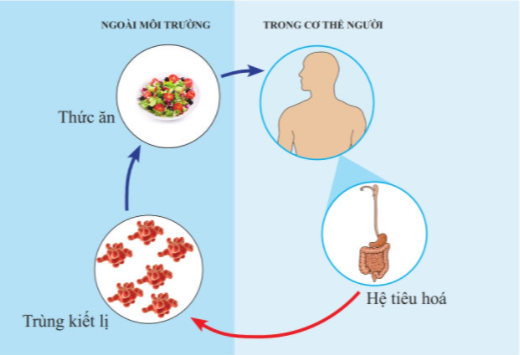 NGOÀI MÔI TRƯỜNG
TRONG CƠ THỂ NGƯỜI
Thức ăn
Hệ tiêu hoá
Trùng kiết lị